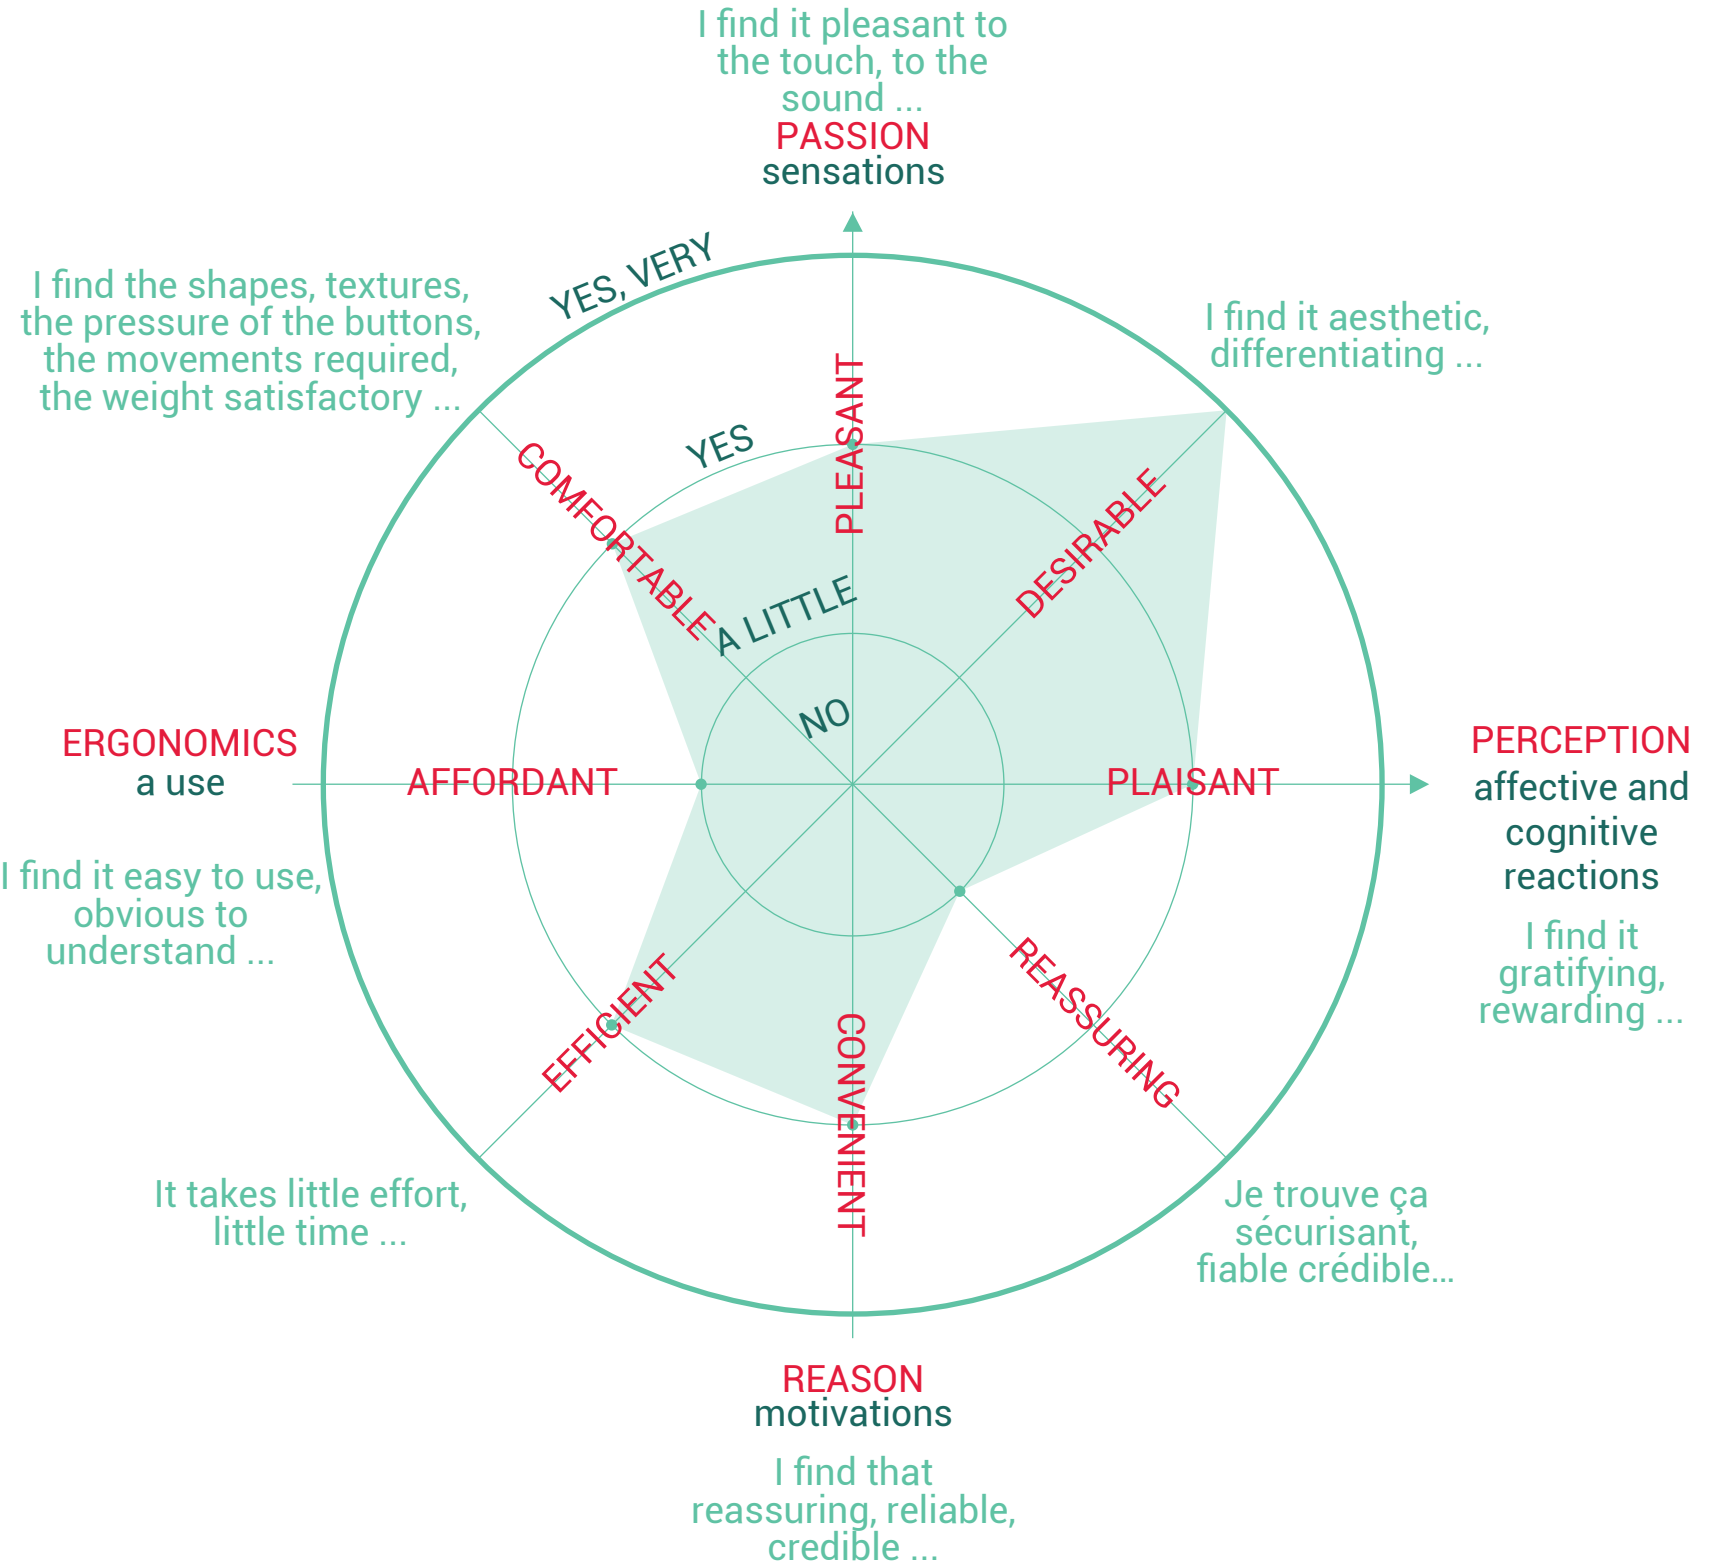 I find it pleasant to
the touch, to the
sound ...
PASSION
sensations
YES, VERY
I find the shapes, textures,
the pressure of the buttons,
the movements required,
the weight satisfactory ...
I find it aesthetic,
differentiating ...
PLEASANT
YES
COMFORTABLE
DESIRABLE
A LITTLE
NO
ERGONOMICS
a use
AFFORDANT
PLAISANT
PERCEPTION
affective and
cognitive
reactions
I find it easy to use,
obvious to
understand ...
I find it
gratifying,
rewarding ...
EFFICIENT
CONVENIENT
REASSURING
It takes little effort,
little time ...
Je trouve ça
sécurisant,
fiable crédible...
REASON
motivations
I find that
reassuring, reliable,
credible ...